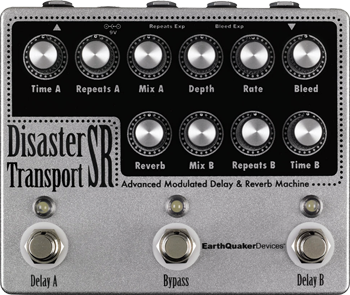 Repeats Exp Bleed Exp
9V
Time A Repeats A Mix A Depth Rate Bleed
Disaster
Transport SR
Reverb Mix B Repeats B Time B
Advanced Modulated Delay & Reverb Machine
EarthQuakerDevices
Delay A Bypass Delay B